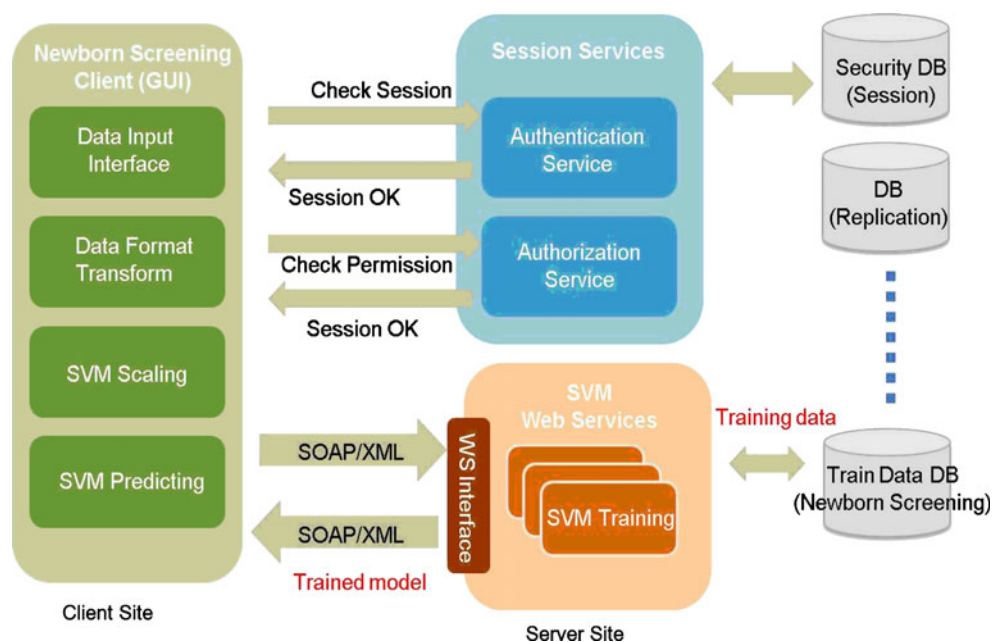 Newborn Screening
Client (GUI)
Data Input
Interface
Data Format
Transform
SVM Scaling
SVM Predicting
Client Site
Check Session
Session OK
Check Permission
Session OK
SOAP/XML
SOAP/XML
Trained model
Session Services
Authentication
Service
Authorization
Service
SVM
Web Services
WS Interface
SVM Training
Server Site
Training data
Security DB
(Session)
DB
(Replication)
Train Data DB
(Newborn Screening)